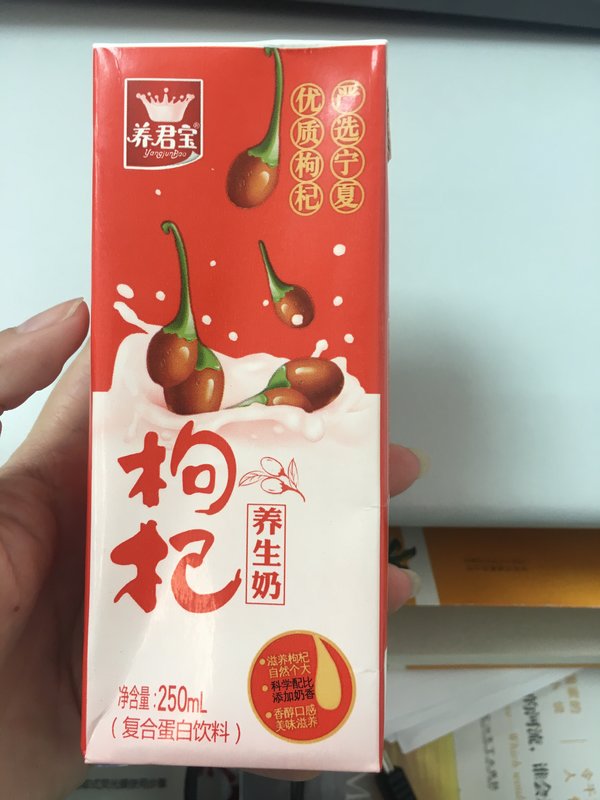 养君宝®
YangjunBao
严选宁夏
优质枸杞
枸杞
养生奶
滋养枸杞
自然个大
科学配比
添加奶香
香醇口感
美味滋养
净含量:250mL
(复合蛋白饮料)